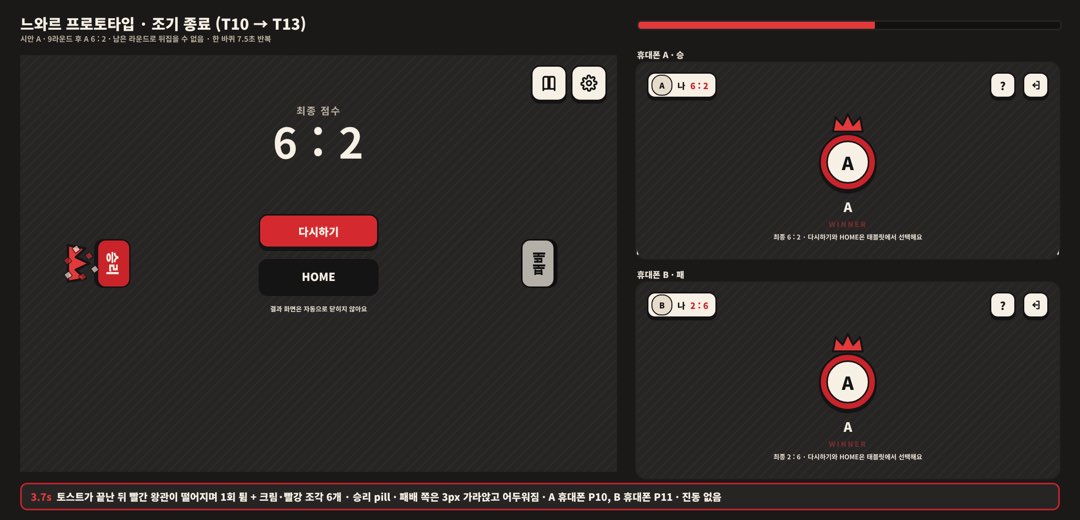 느와르 프로토타입 · 조기 종료 (T10 → T13)
시안 A · 9라운드 후 A 6 : 2 · 남은 라운드로 뒤집을 수 없음 · 한 바퀴 7.5초 반복
최종 점수
6 : 2
다시하기
HOME
결과 화면은 자동으로 닫히지 않아요
승리
패배
휴대폰 A · 승
A 나 6 : 2
?
A
A
WINNER
최종 6 : 2 · 다시하기와 HOME은 태블릿에서 선택해요
휴대폰 B · 패
B 나 2 : 6
?
A
A
WINNER
최종 2 : 6 · 다시하기와 HOME은 태블릿에서 선택해요
3.7s 토스트가 끝난 뒤 빨간 왕관이 떨어지며 1회 튐 + 크림·빨강 조각 6개 · 승리 pill · 패배 쪽은 3px 가라앉고 어두워짐 · A 휴대폰 P10, B 휴대폰 P11 · 진동 없음